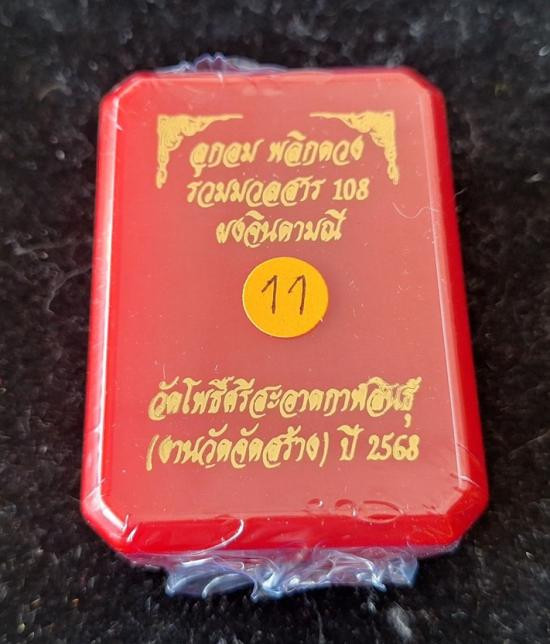 ลูกอม พลิกดวง
รวมมวลสาร 108
ผงจินดามณี
11
วัดโพธิ์ศรีสะอาดกาฬสินธุ์
(งานวัดจัดสร้าง) ปี 2568